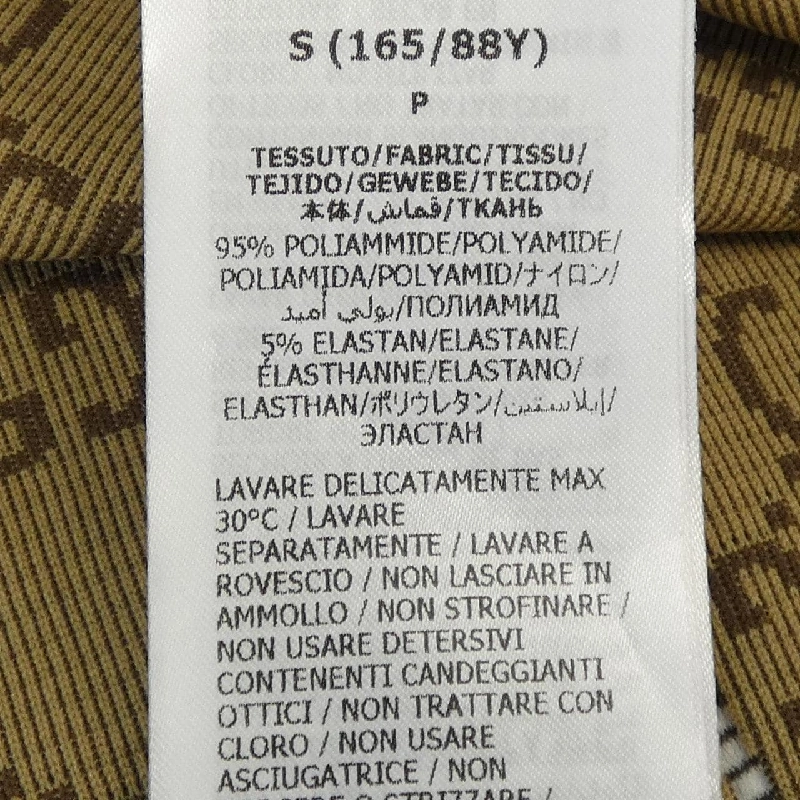 S (165/88Y)
P
TESSUTO/FABRIC/TISSU/
TEJIDO/GEWEBE/TECIDO/
本体/قماش/ТКАНЬ
95% POLIAMMIDE/POLYAMIDE/
POLIAMIDA/POLYAMID/ナイロン/
بولي أميد/ПОЛИАМИД
5% ELASTAN/ELASTANE/
ÉLASTHANNE/ELASTANO/
ELASTHAN/ポリウレタン/إيلاستين/
ЭЛАСТАН
LAVARE DELICATAMENTE MAX
30°C / LAVARE
SEPARATAMENTE / LAVARE A
ROVESCIO / NON LASCIARE IN
AMMOLLO / NON STROFINARE /
NON USARE DETERSIVI
CONTENENTI CANDEGGIANTI
OTTICI / NON TRATTARE CON
CLORO / NON USARE
ASCIUGATRICE / NON
STRIZZARE /